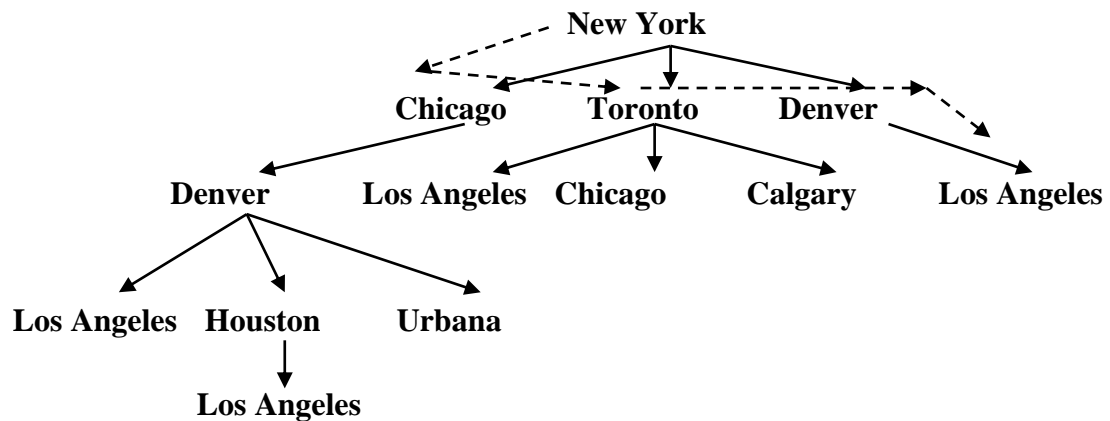 New York
Chicago Toronto Denver
Denver Los Angeles Chicago Calgary Los Angeles
Los Angeles Houston Urbana
Los Angeles